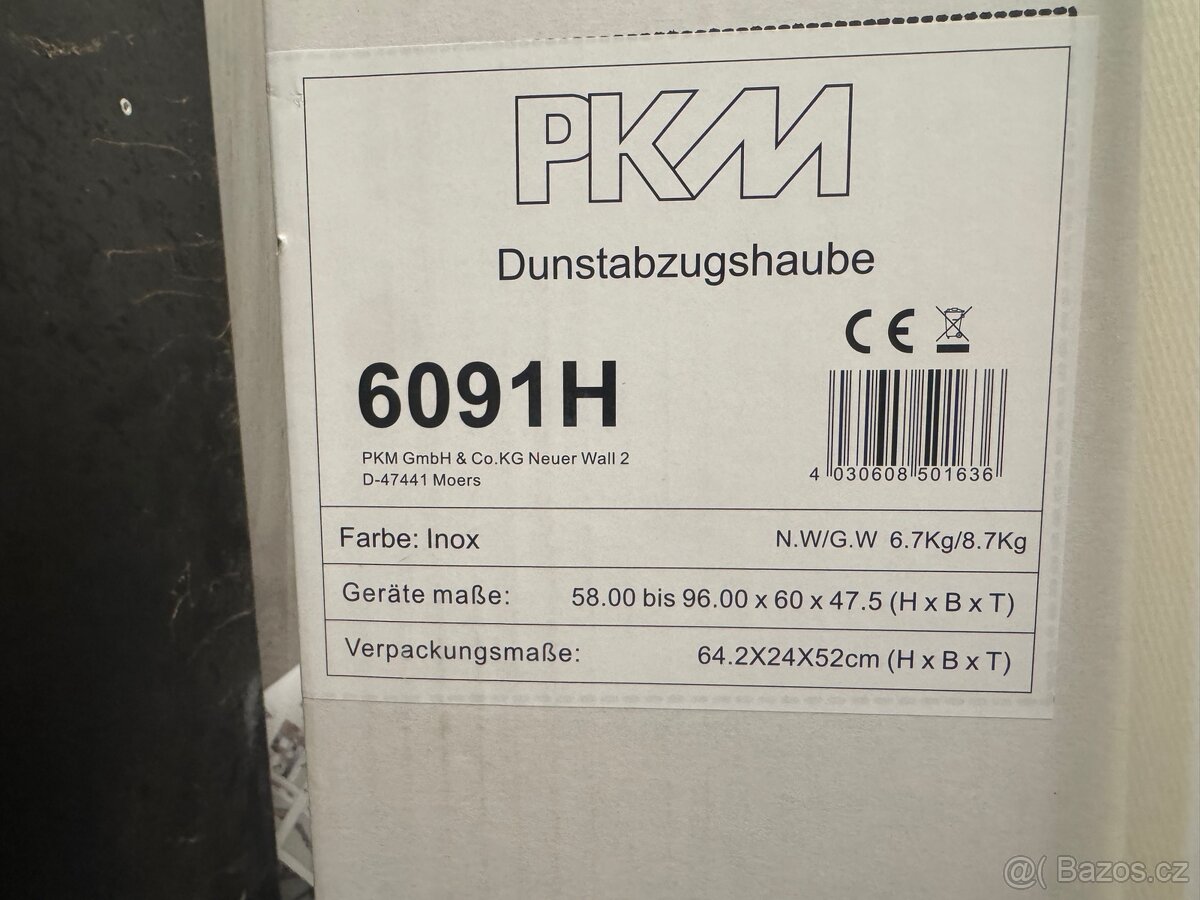 PKM
Dunstabzugshaube
CE
6091H
PKM GmbH & Co.KG Neuer Wall 2
D-47441 Moers
4 030608 501636
Farbe: Inox N.W/G.W 6.7Kg/8.7Kg
Geräte maße: 58.00 bis 96.00 x 60 x 47.5 (H x B x T)
Verpackungsmaße: 64.2X24X52cm (H x B x T)
@( Bazos.cz